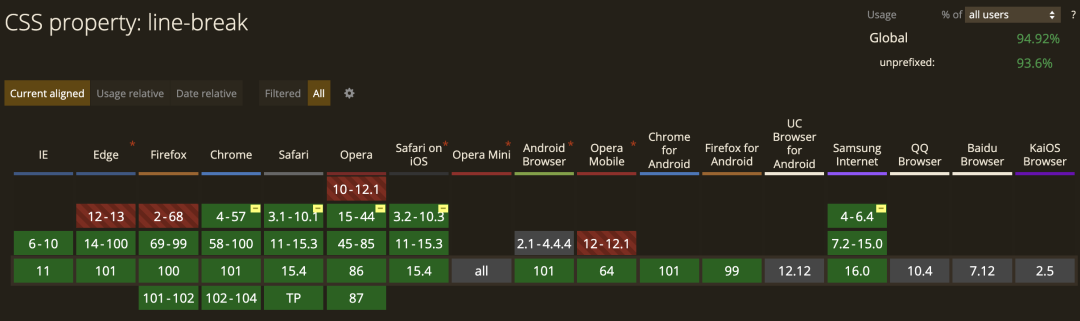 CSS property: line-break
Usage % of all users ?
Global 94.92%
unprefixed: 93.6%
Current aligned Usage relative Date relative Filtered All
IE Edge * Firefox Chrome Safari Opera Safari on iOS * Opera Mini * Android Browser * Opera Mobile * Chrome for Android Firefox for Android UC Browser for Android Samsung Internet QQ Browser Baidu Browser KaiOS Browser
10-12.1
12-13 2-68 4-57 3.1-10.1 15-44 3.2-10.3 4-6.4
6-10 14-100 69-99 58-100 11-15.3 45-85 11-15.3 2.1-4.4.4 12-12.1 7.2-15.0
11 101 100 101 15.4 86 15.4 all 101 64 101 99 12.12 16.0 10.4 7.12 2.5
101-102 102-104 TP 87